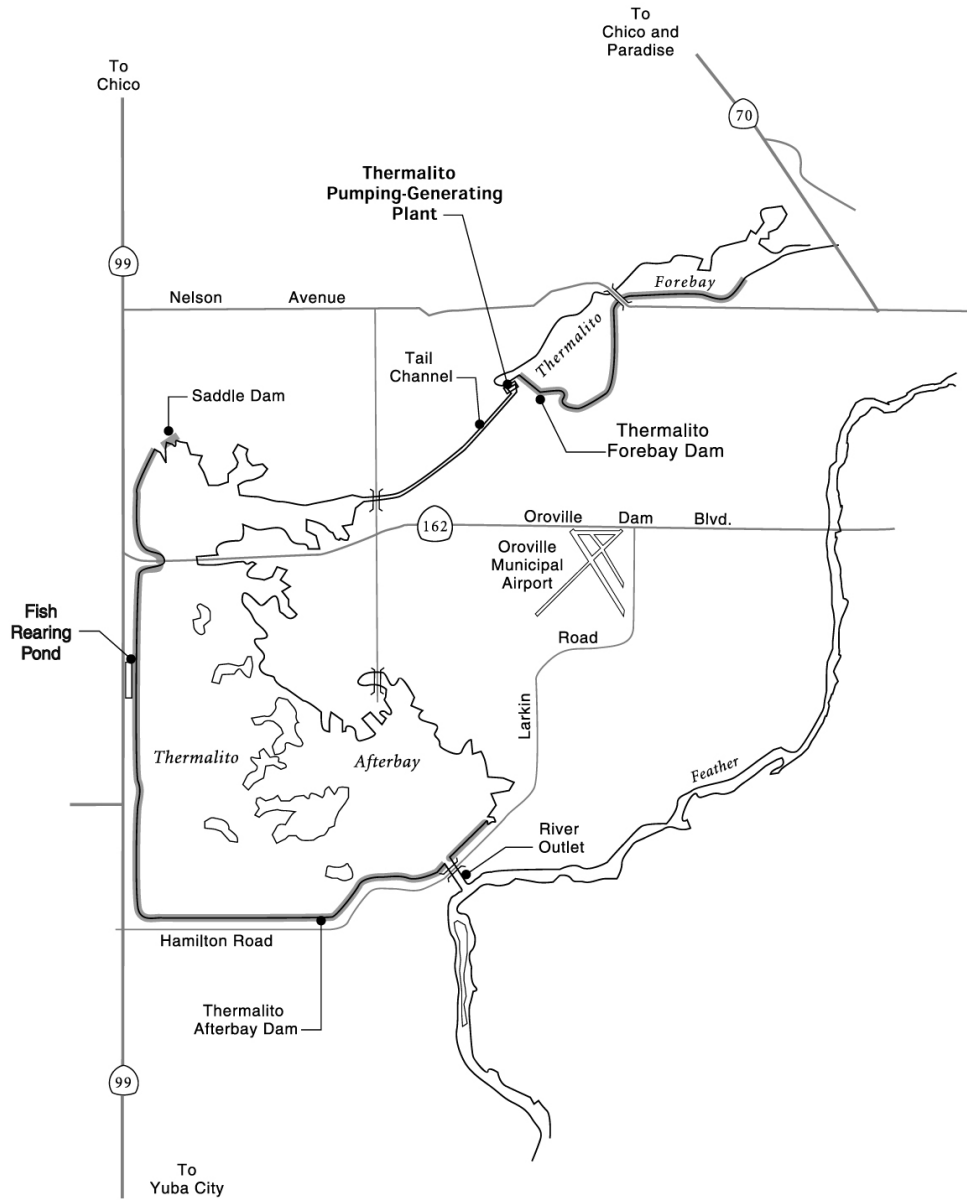 To
Chico and
Paradise
To
Chico
70
Thermalito
Pumping-Generating
Plant
99
Forebay
Nelson Avenue
Thermalito
Tail
Channel
Saddle Dam
Thermalito
Forebay Dam
162
Oroville Dam Blvd.
Oroville
Municipal
Airport
Fish
Rearing
Pond
Road
Larkin
Thermalito Afterbay
Feather
River
Outlet
Hamilton Road
Thermalito
Afterbay Dam
99
To
Yuba City